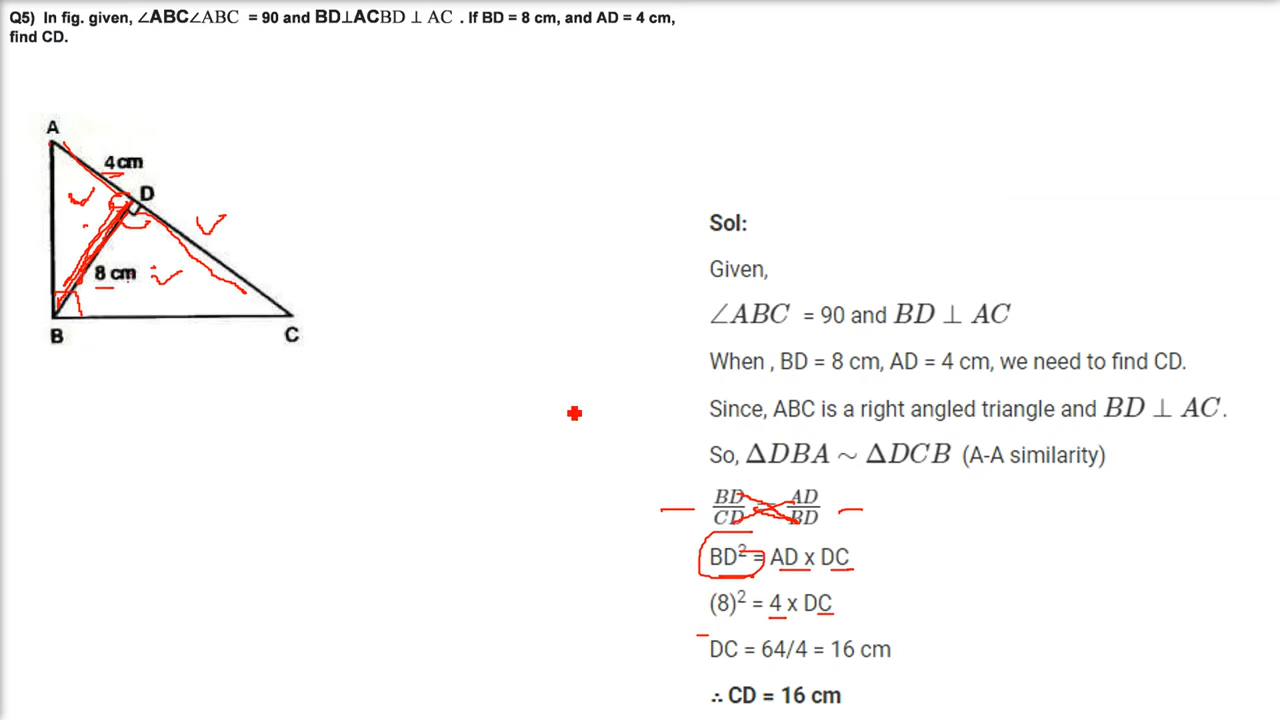 Q5) In fig. given, ∠ABC∠ABC = 90 and BD⊥ACBD ⊥ AC . If BD = 8 cm, and AD = 4 cm,
find CD.
A
4 cm
D
8 cm
B
C
Sol:
Given,
∠ABC = 90 and BD ⊥ AC
When , BD = 8 cm, AD = 4 cm, we need to find CD.
Since, ABC is a right angled triangle and BD ⊥ AC.
So, ΔDBA ~ ΔDCB (A-A similarity)
BD/CD = AD/BD
BD² = AD x DC
(8)² = 4 x DC
DC = 64/4 = 16 cm
∴ CD = 16 cm